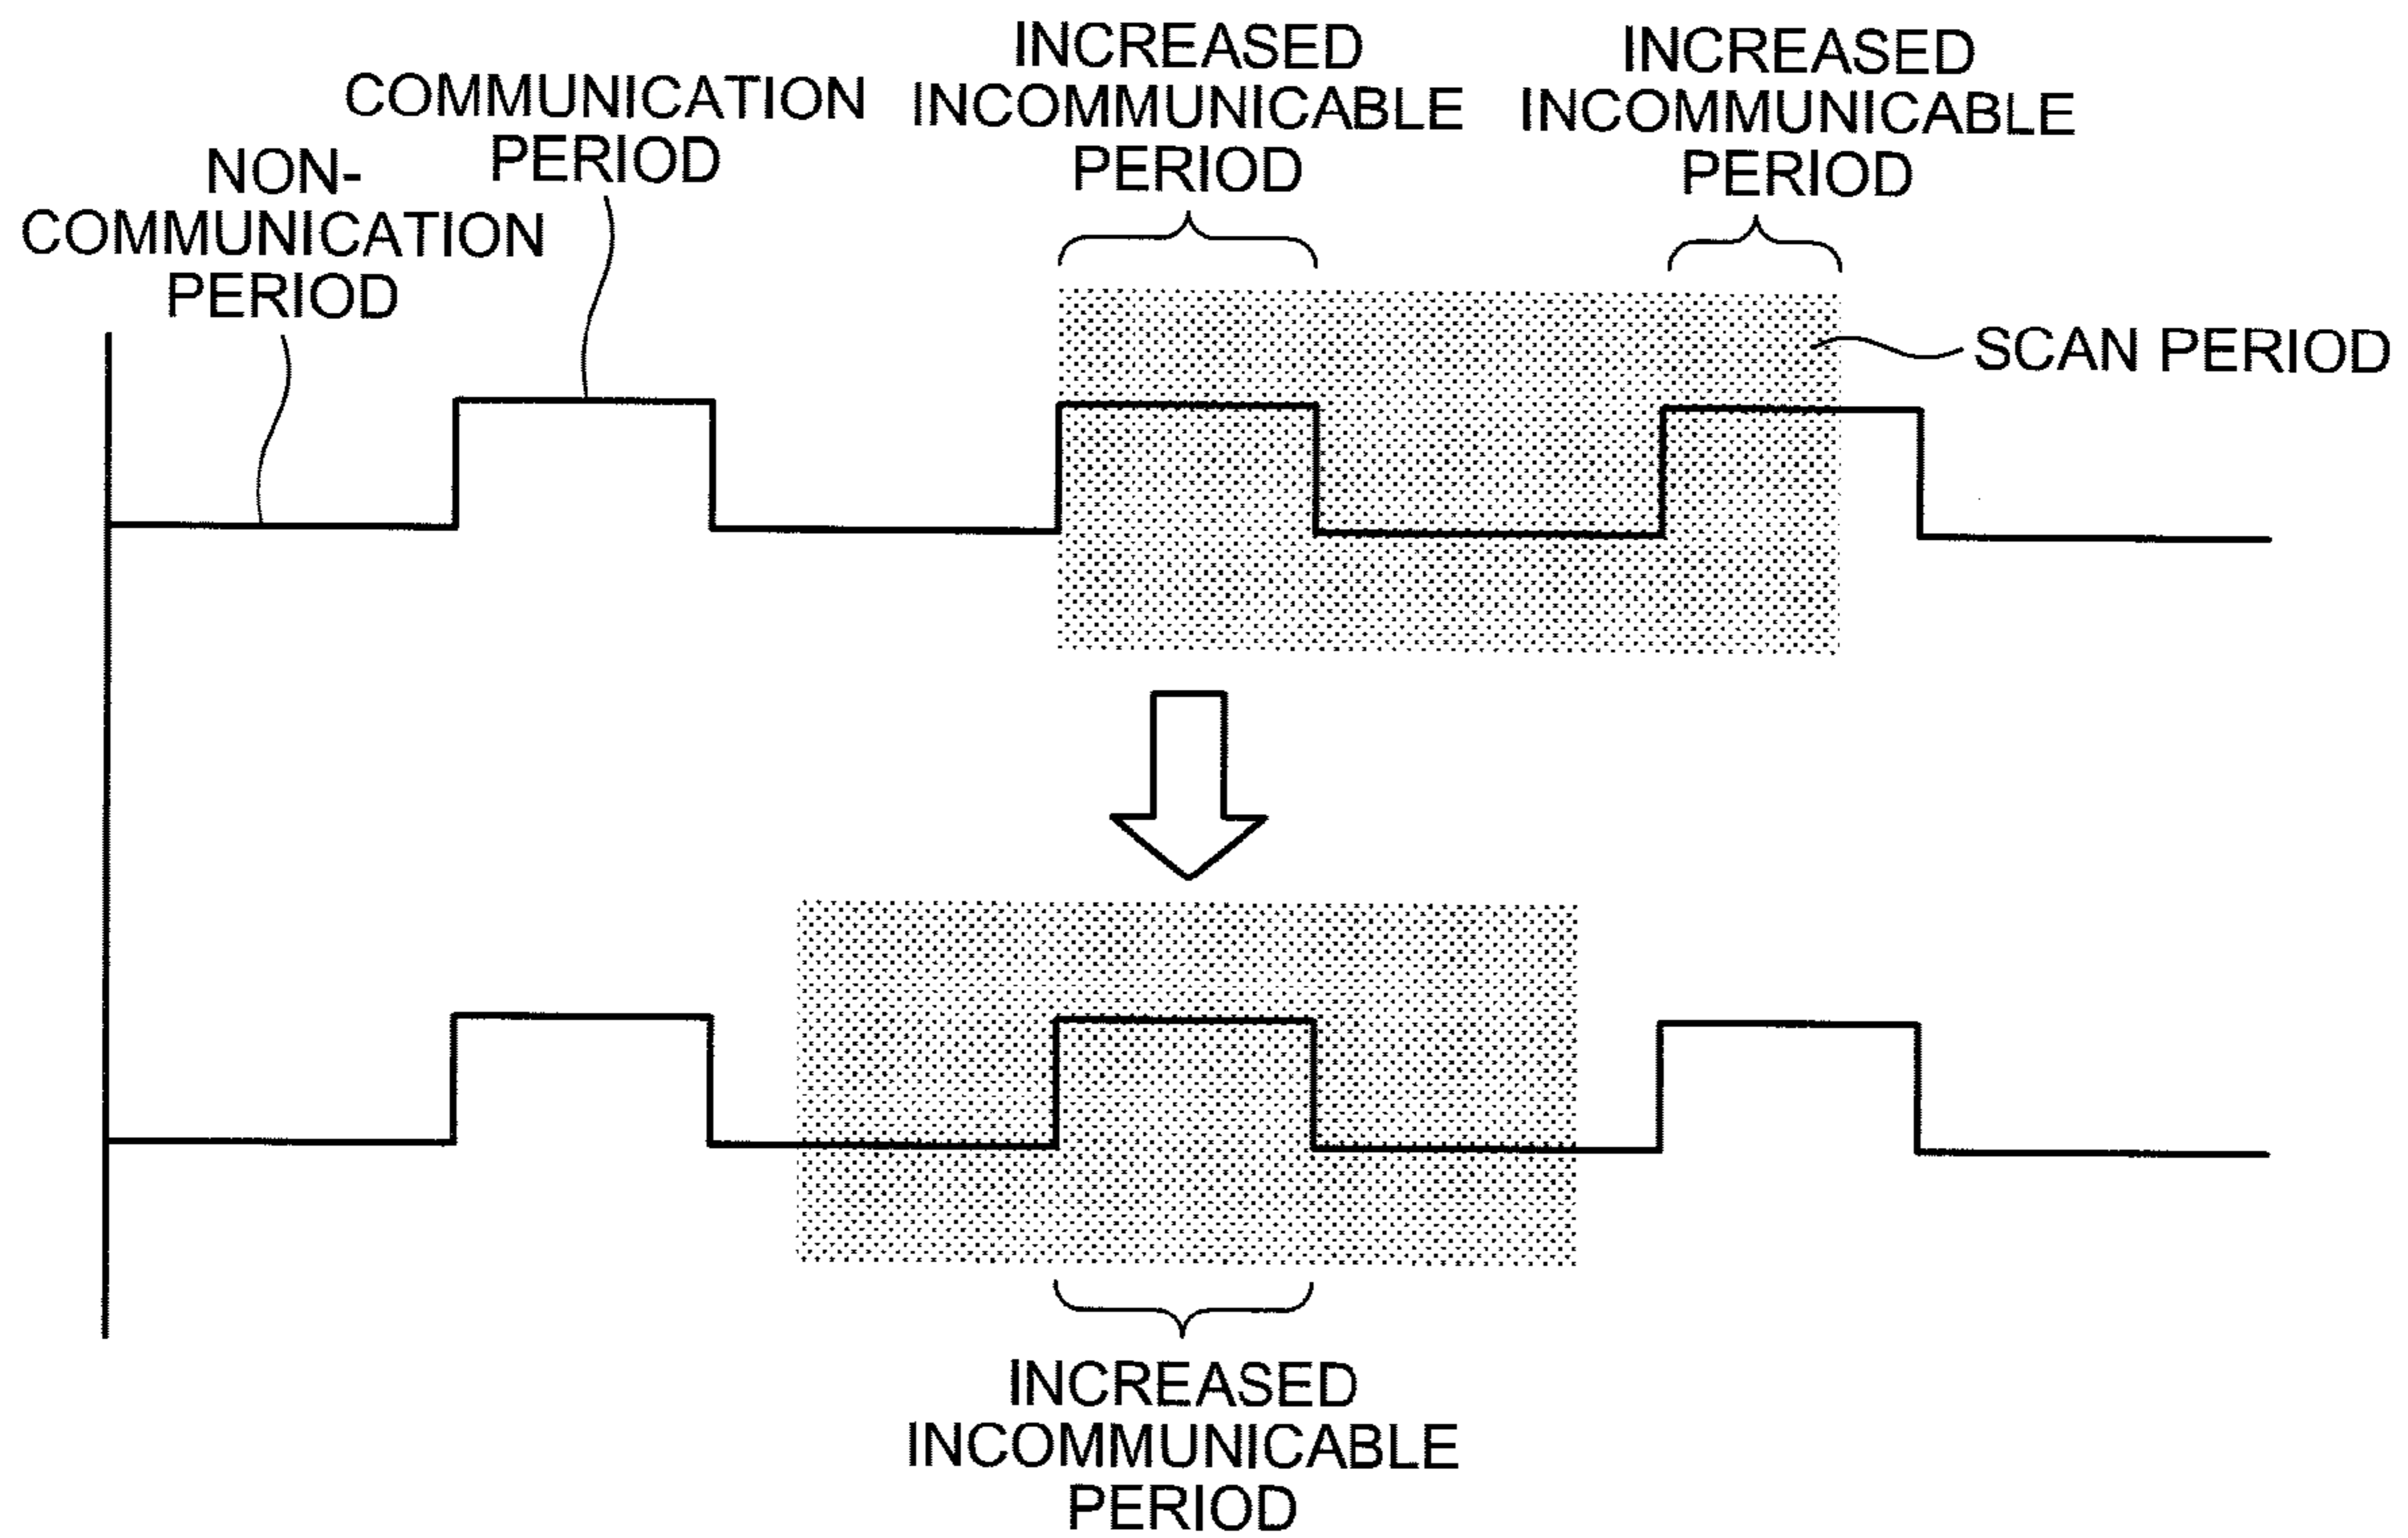 NON-
COMMUNICATION
PERIOD
COMMUNICATION
PERIOD
INCREASED
INCOMMUNICABLE
PERIOD
INCREASED
INCOMMUNICABLE
PERIOD
SCAN PERIOD
INCREASED
INCOMMUNICABLE
PERIOD